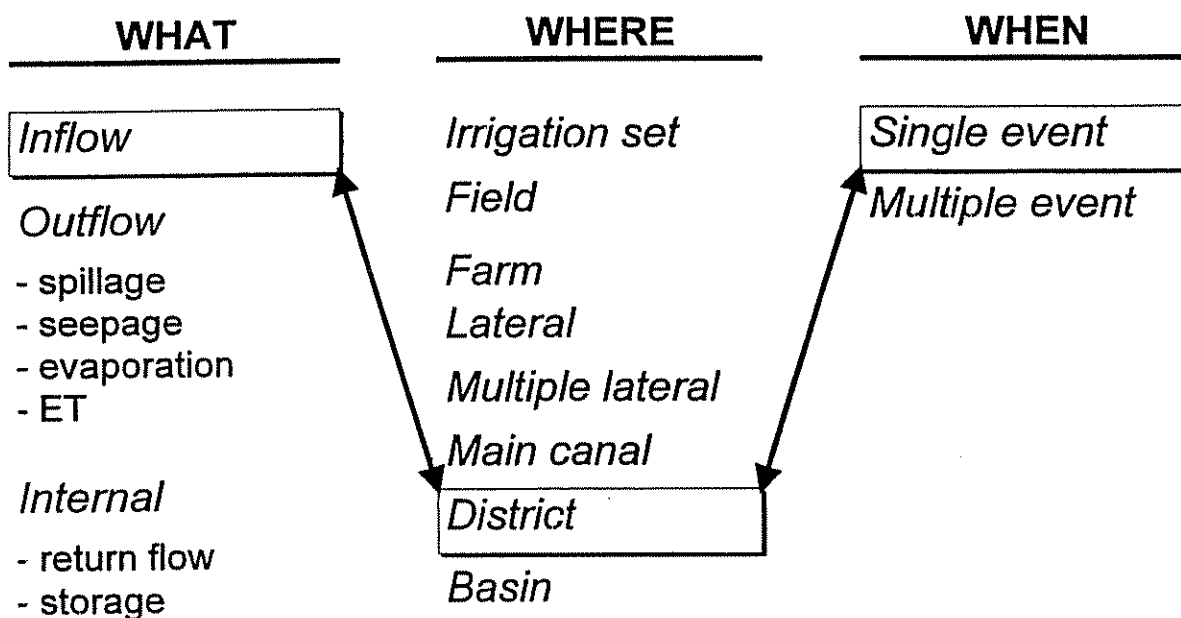 WHAT
Inflow
Outflow
- spillage
- seepage
- evaporation
- ET
Internal
- return flow
- storage
WHERE
Irrigation set
Field
Farm
Lateral
Multiple lateral
Main canal
District
Basin
WHEN
Single event
Multiple event